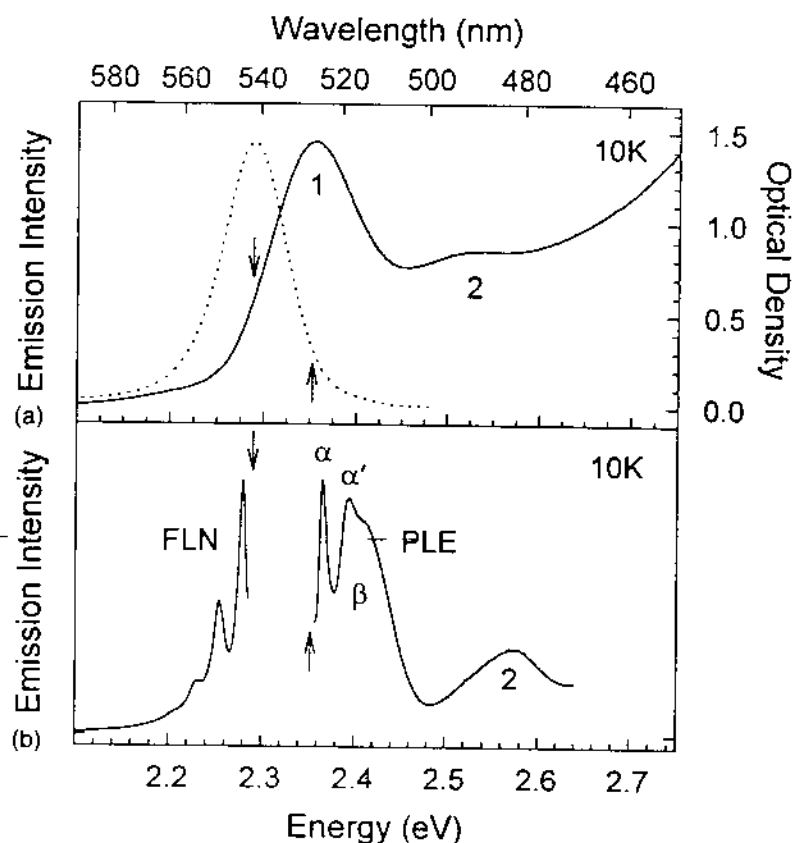 Wavelength (nm)
580 560 540 520 500 480 460
Emission Intensity
(a)
10K
1
2
1.5
1.0
0.5
0.0
Optical Density
Emission Intensity
(b)
10K
FLN
α
α′
β
PLE
2
2.2 2.3 2.4 2.5 2.6 2.7
Energy (eV)